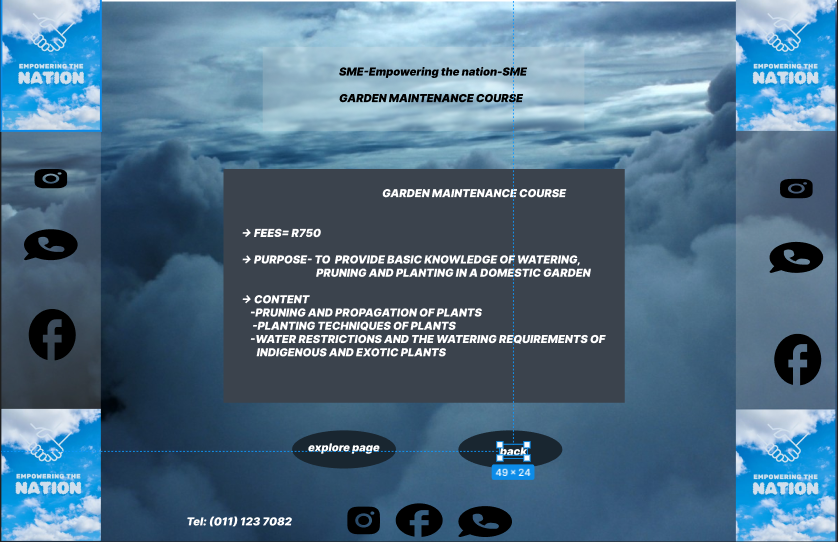 EMPOWERING THE
NATION
EMPOWERING THE
NATION
SME-Empowering the nation-SME
GARDEN MAINTENANCE COURSE
GARDEN MAINTENANCE COURSE
→ FEES= R750
→ PURPOSE- TO PROVIDE BASIC KNOWLEDGE OF WATERING,
PRUNING AND PLANTING IN A DOMESTIC GARDEN
→ CONTENT
-PRUNING AND PROPAGATION OF PLANTS
-PLANTING TECHNIQUES OF PLANTS
-WATER RESTRICTIONS AND THE WATERING REQUIREMENTS OF
INDIGENOUS AND EXOTIC PLANTS
explore page
back
49 × 24
EMPOWERING THE
NATION
EMPOWERING THE
NATION
Tel: (011) 123 7082